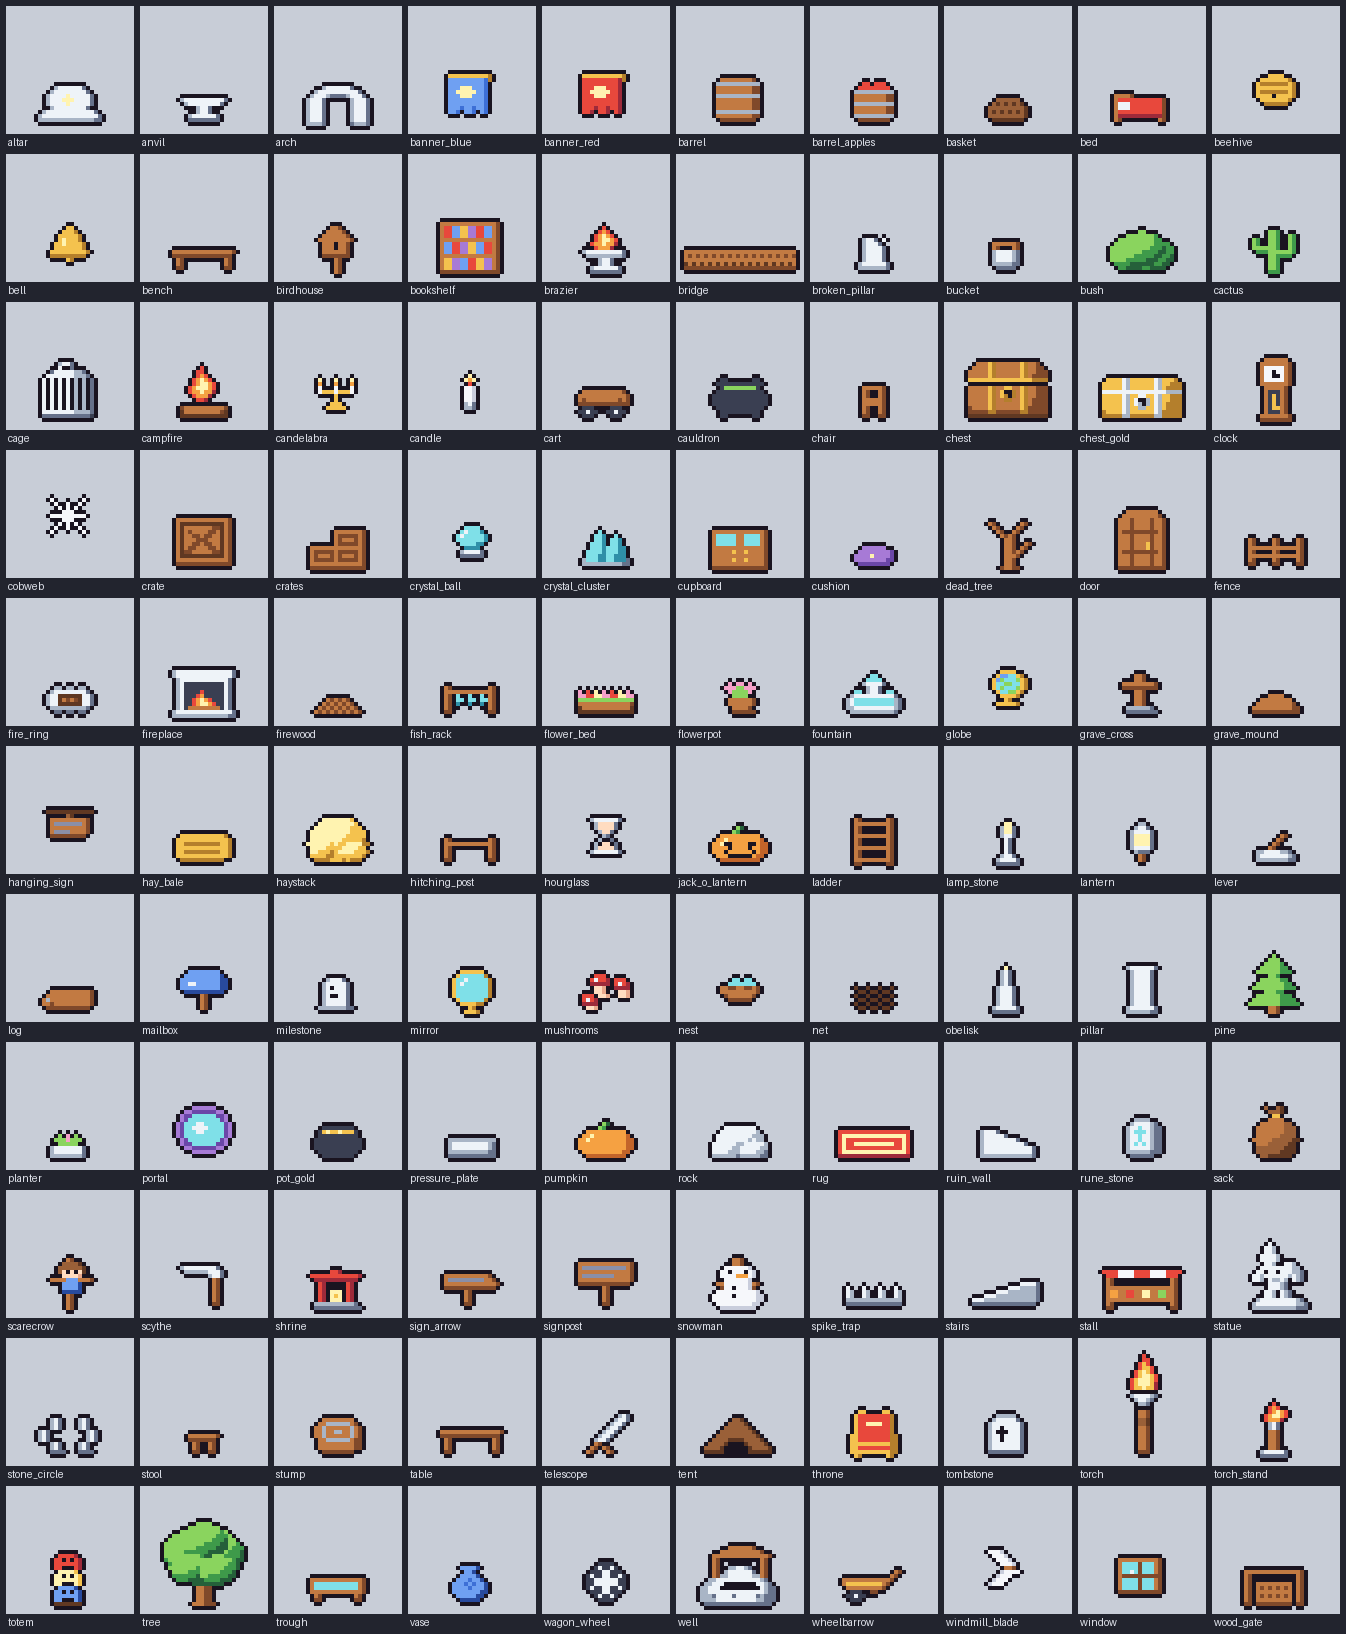 altar anvil arch banner_blue banner_red barrel barrel_apples basket bed beehive
bell bench birdhouse bookshelf brazier bridge broken_pillar bucket bush cactus
cage campfire candelabra candle cart cauldron chair chest chest_gold clock
cobweb crate crates crystal_ball crystal_cluster cupboard cushion dead_tree door fence
fire_ring fireplace firewood fish_rack flower_bed flowerpot fountain globe grave_cross grave_mound
hanging_sign hay_bale haystack hitching_post hourglass jack_o_lantern ladder lamp_stone lantern lever
log mailbox milestone mirror mushrooms nest net obelisk pillar pine
planter portal pot_gold pressure_plate pumpkin rock rug ruin_wall rune_stone sack
scarecrow scythe shrine sign_arrow signpost snowman spike_trap stairs stall statue
stone_circle stool stump table telescope tent throne tombstone torch torch_stand
totem tree trough vase wagon_wheel well wheelbarrow windmill_blade window wood_gate